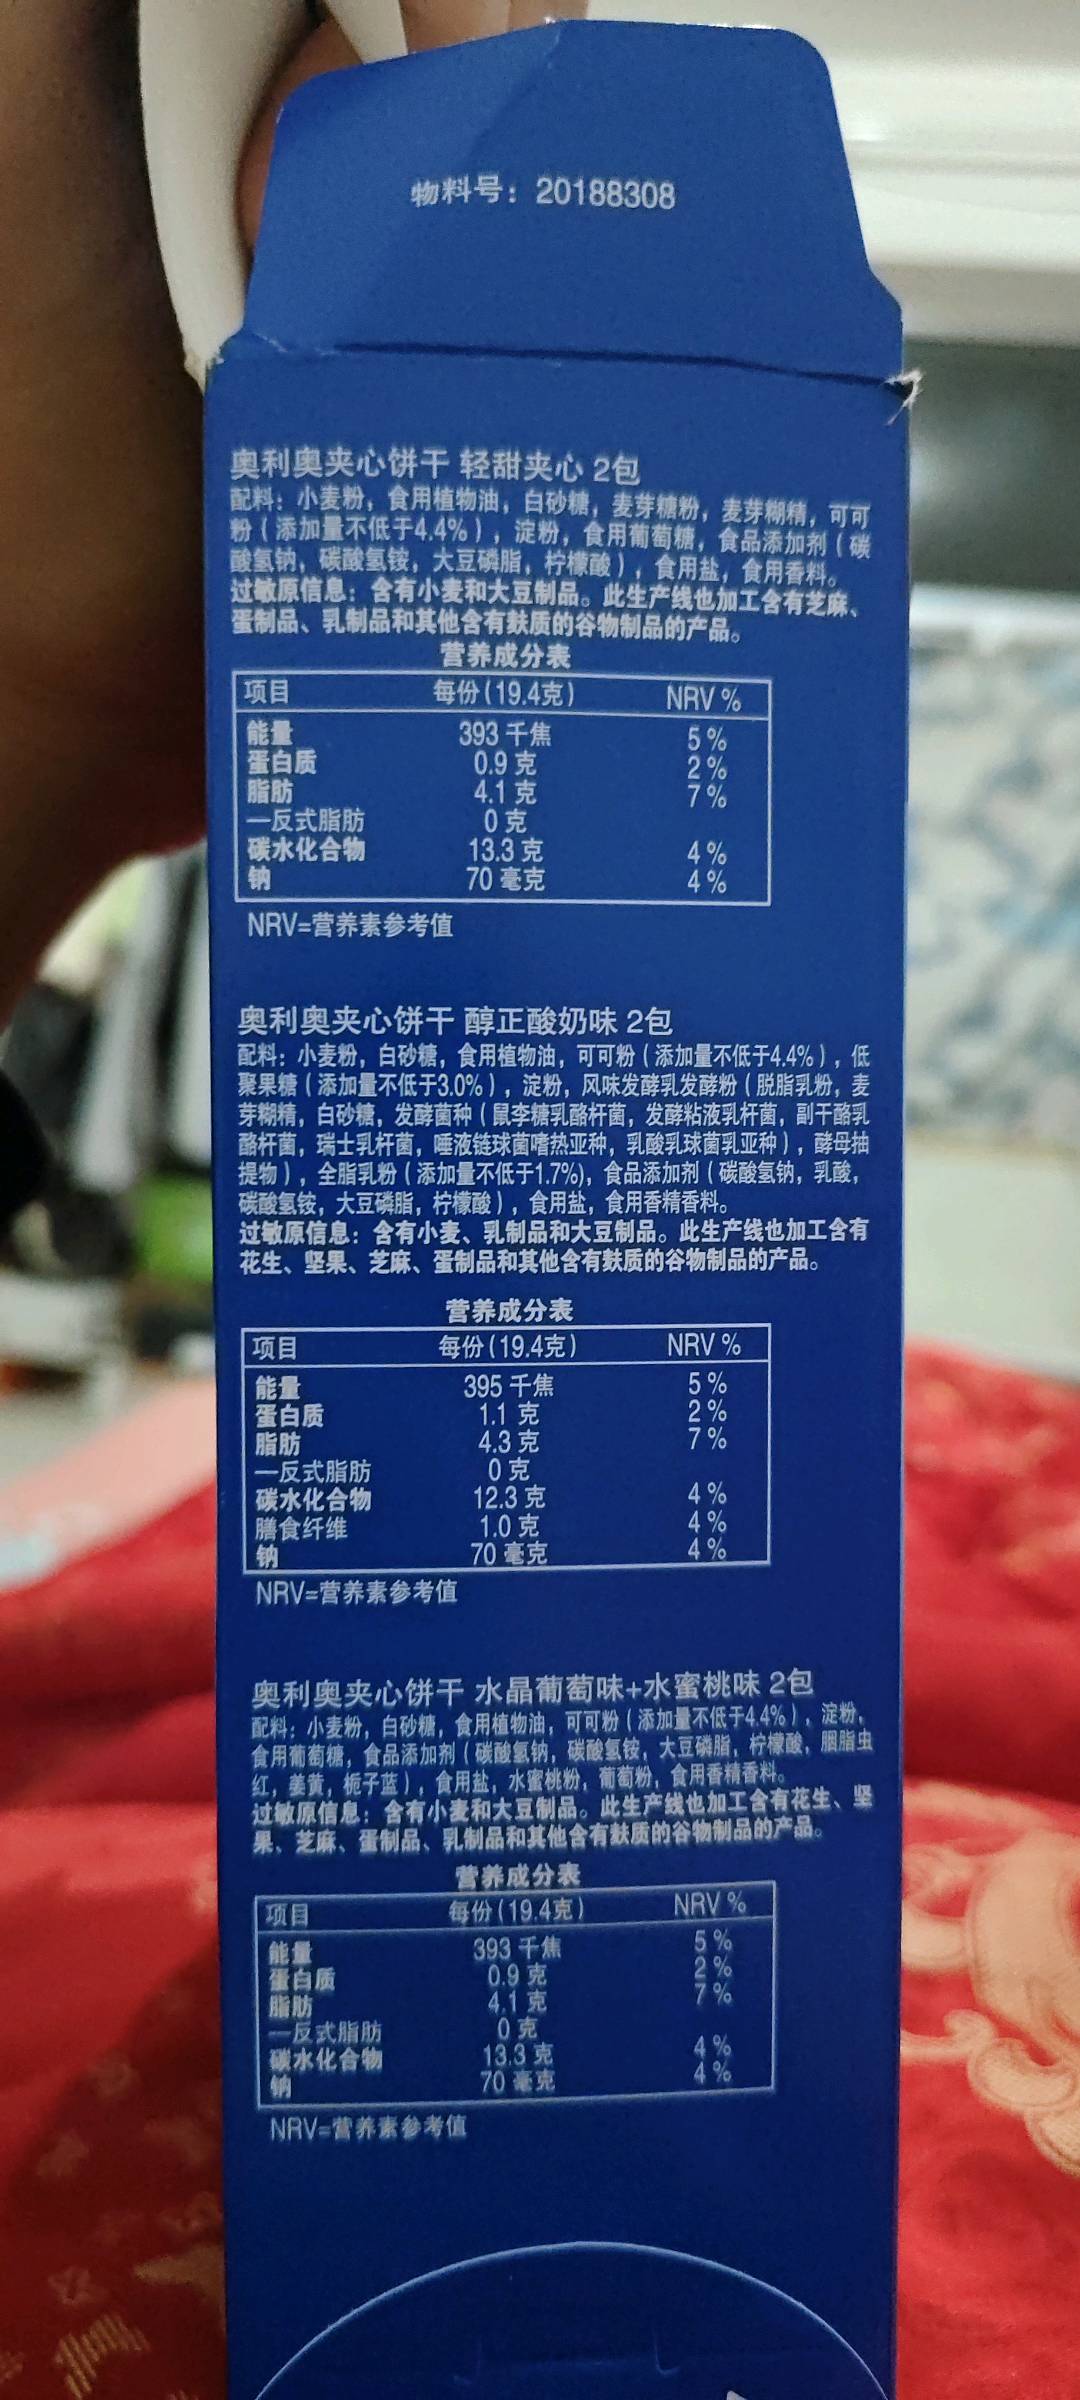 物料号：20188308
奥利奥夹心饼干 轻甜夹心 2包
配料：小麦粉，食用植物油，白砂糖，麦芽糖粉，麦芽糊精，可可
粉（添加量不低于4.4%），淀粉，食用葡萄糖，食品添加剂（碳
酸氢钠，碳酸氢铵，大豆磷脂，柠檬酸），食用盐，食用香料。
过敏原信息：含有小麦和大豆制品。此生产线也加工含有芝麻、
蛋制品、乳制品和其他含有麸质的谷物制品的产品。
营养成分表
项目 每份(19.4克) NRV %
能量 393 千焦 5 %
蛋白质 0.9 克 2 %
脂肪 4.1 克 7 %
—反式脂肪 0 克
碳水化合物 13.3 克 4 %
钠 70 毫克 4 %
NRV=营养素参考值
奥利奥夹心饼干 醇正酸奶味 2包
配料：小麦粉，白砂糖，食用植物油，可可粉（添加量不低于4.4%），低
聚果糖（添加量不低于3.0%），淀粉，风味发酵乳发酵粉（脱脂乳粉，麦
芽糊精，白砂糖，发酵菌种（鼠李糖乳酪杆菌，发酵粘液乳杆菌，副干酪乳
酪杆菌，瑞士乳杆菌，唾液链球菌嗜热亚种，乳酸乳球菌乳亚种），酵母抽
提物），全脂乳粉（添加量不低于1.7%)，食品添加剂（碳酸氢钠，乳酸，
碳酸氢铵，大豆磷脂，柠檬酸），食用盐，食用香精香料。
过敏原信息：含有小麦、乳制品和大豆制品。此生产线也加工含有
花生、坚果、芝麻、蛋制品和其他含有麸质的谷物制品的产品。
营养成分表
项目 每份(19.4克) NRV %
能量 395 千焦 5 %
蛋白质 1.1 克 2 %
脂肪 4.3 克 7 %
—反式脂肪 0 克
碳水化合物 12.3 克 4 %
膳食纤维 1.0 克 4 %
钠 70 毫克 4 %
NRV=营养素参考值
奥利奥夹心饼干 水晶葡萄味+水蜜桃味 2包
配料：小麦粉，白砂糖，食用植物油，可可粉（添加量不低于4.4%），淀粉，
食用葡萄糖，食品添加剂（碳酸氢钠，碳酸氢铵，大豆磷脂，柠檬酸，胭脂虫
红，姜黄，栀子蓝），食用盐，水蜜桃粉，葡萄粉，食用香精香料。
过敏原信息：含有小麦和大豆制品。此生产线也加工含有花生、坚
果、芝麻、蛋制品、乳制品和其他含有麸质的谷物制品的产品。
营养成分表
项目 每份(19.4克) NRV %
能量 393 千焦 5 %
蛋白质 0.9 克 2 %
脂肪 4.1 克 7 %
—反式脂肪 0 克
碳水化合物 13.3 克 4 %
钠 70 毫克 4 %
NRV=营养素参考值